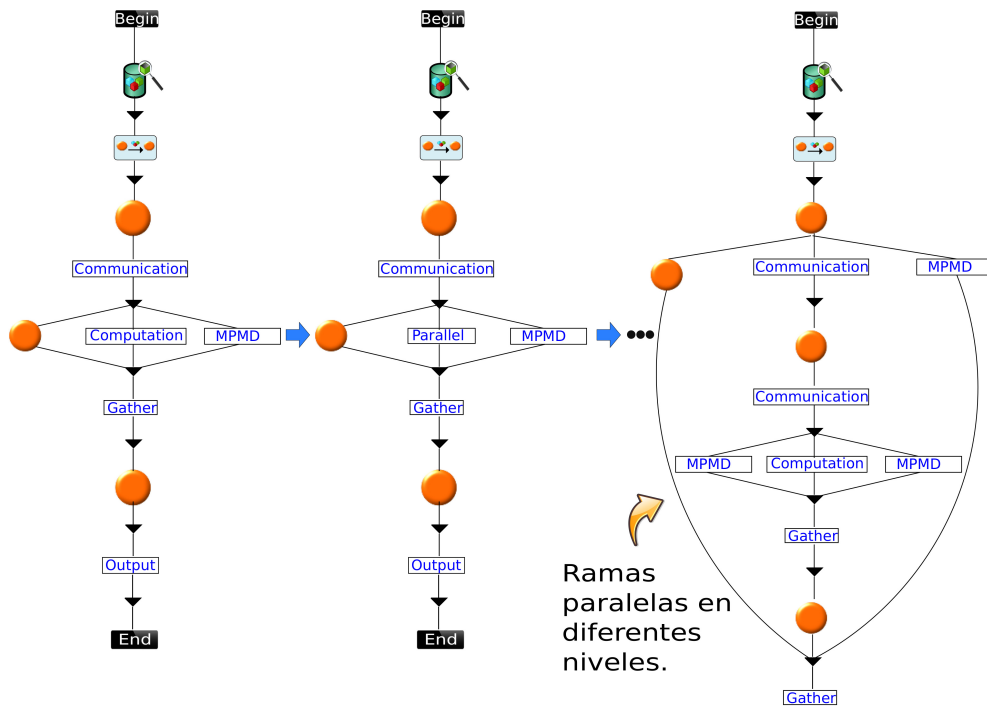 Begin
Communication
Computation
MPMD
Gather
Output
End
Begin
Communication
Parallel
MPMD
Gather
Output
End
Begin
Communication
MPMD
Communication
MPMD
Computation
MPMD
Gather
Gather
Ramas
paralelas en
diferentes
niveles.